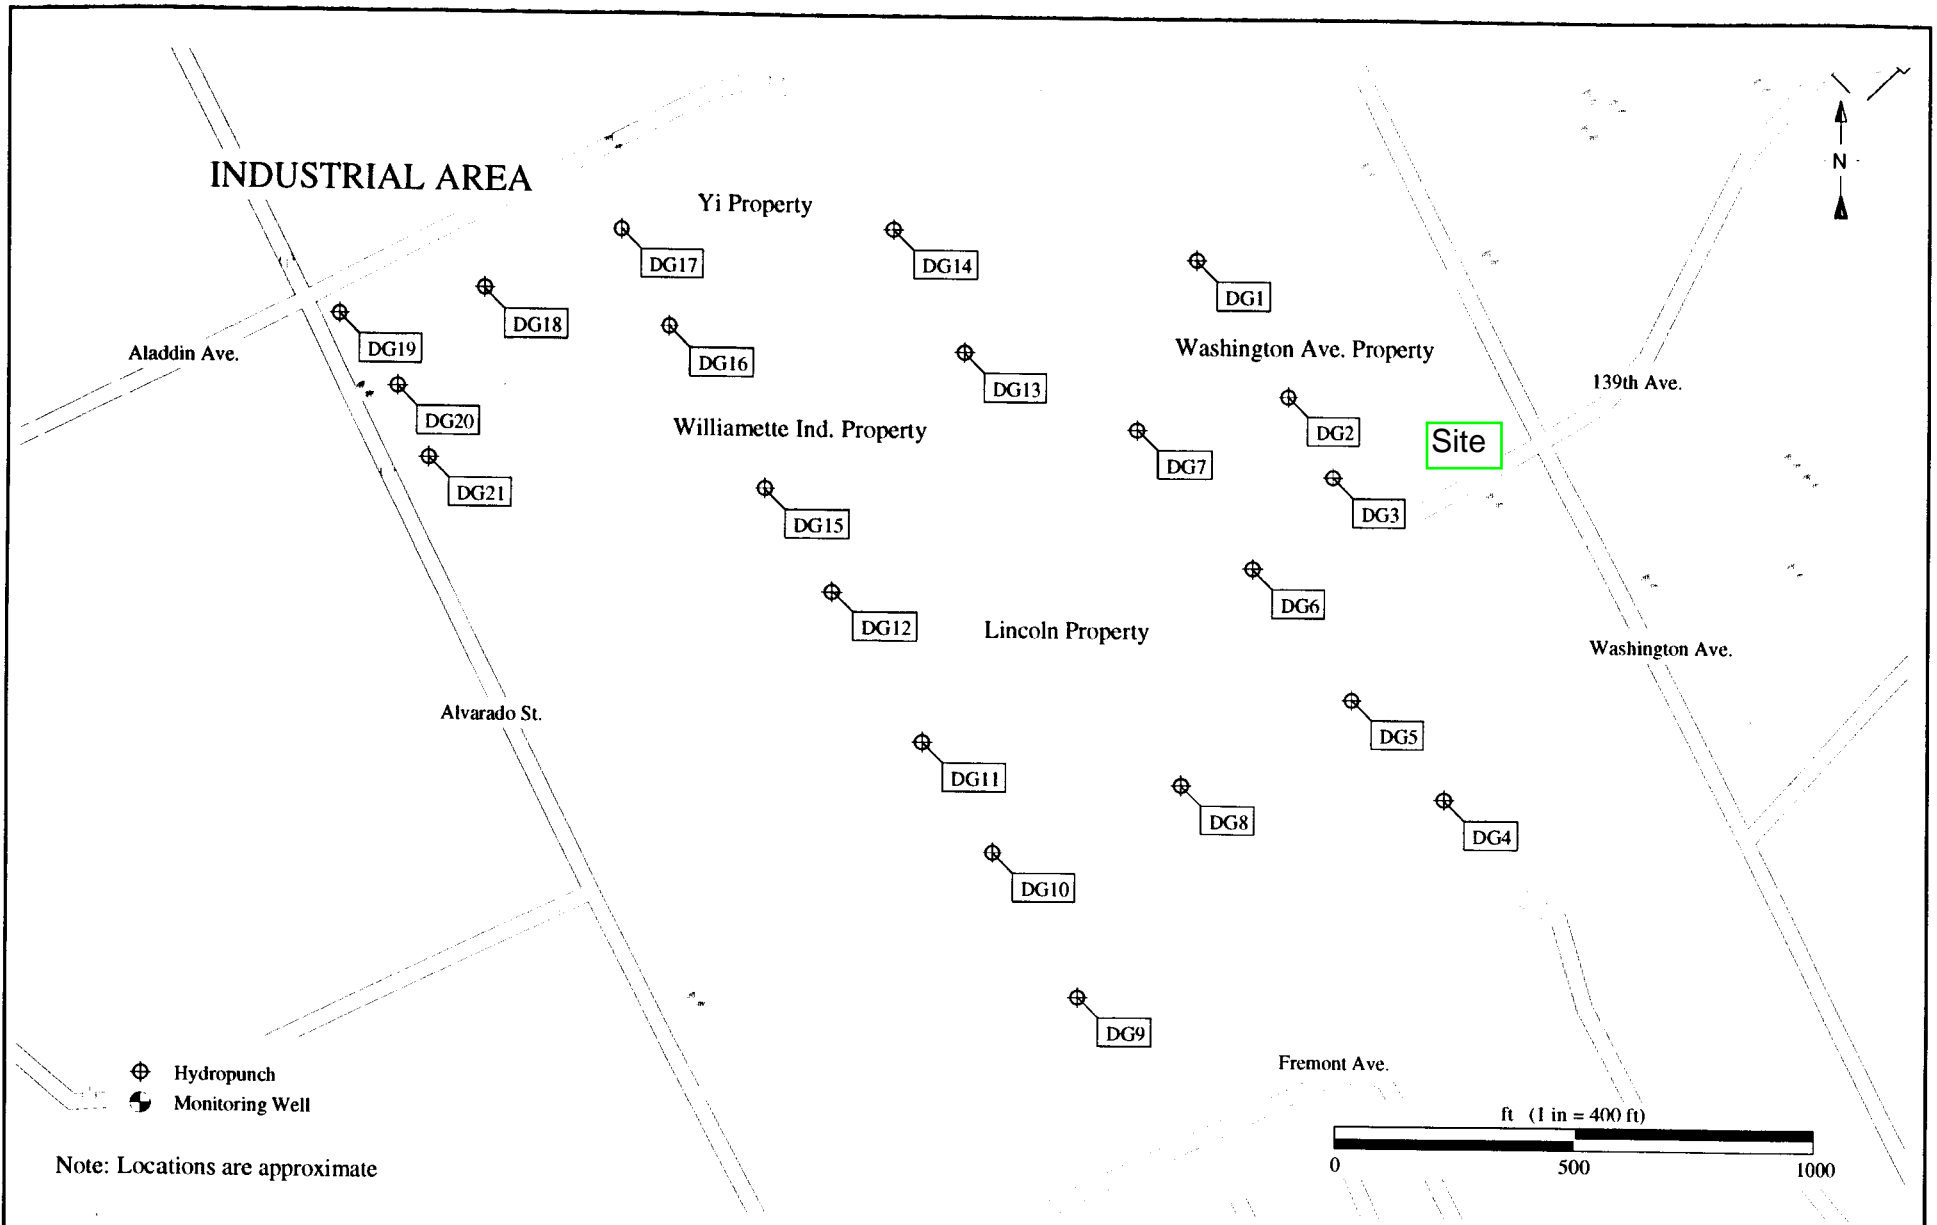 N
INDUSTRIAL AREA
Yi Property
DG17
DG14
DG1
DG18
DG19
DG16
Aladdin Ave.
Washington Ave. Property
DG13
139th Ave.
DG20
Williamette Ind. Property
DG2
Site
DG7
DG21
DG3
DG15
DG6
DG12
Lincoln Property
Washington Ave.
Alvarado St.
DG5
DG11
DG8
DG4
DG10
DG9
Fremont Ave.
Hydropunch
Monitoring Well
ft (1 in = 400 ft)
Note: Locations are approximate
0 500 1000